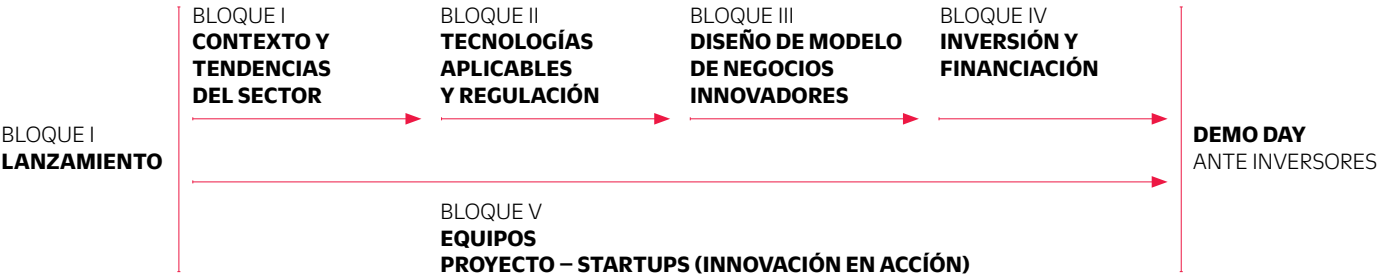 BLOQUE I
LANZAMIENTO
BLOQUE I
CONTEXTO Y
TENDENCIAS
DEL SECTOR
BLOQUE II
TECNOLOGÍAS
APLICABLES
Y REGULACIÓN
BLOQUE III
DISEÑO DE MODELO
DE NEGOCIOS
INNOVADORES
BLOQUE IV
INVERSIÓN Y
FINANCIACIÓN
BLOQUE V
EQUIPOS
PROYECTO – STARTUPS (INNOVACIÓN EN ACCÍÓN)
DEMO DAY
ANTE INVERSORES